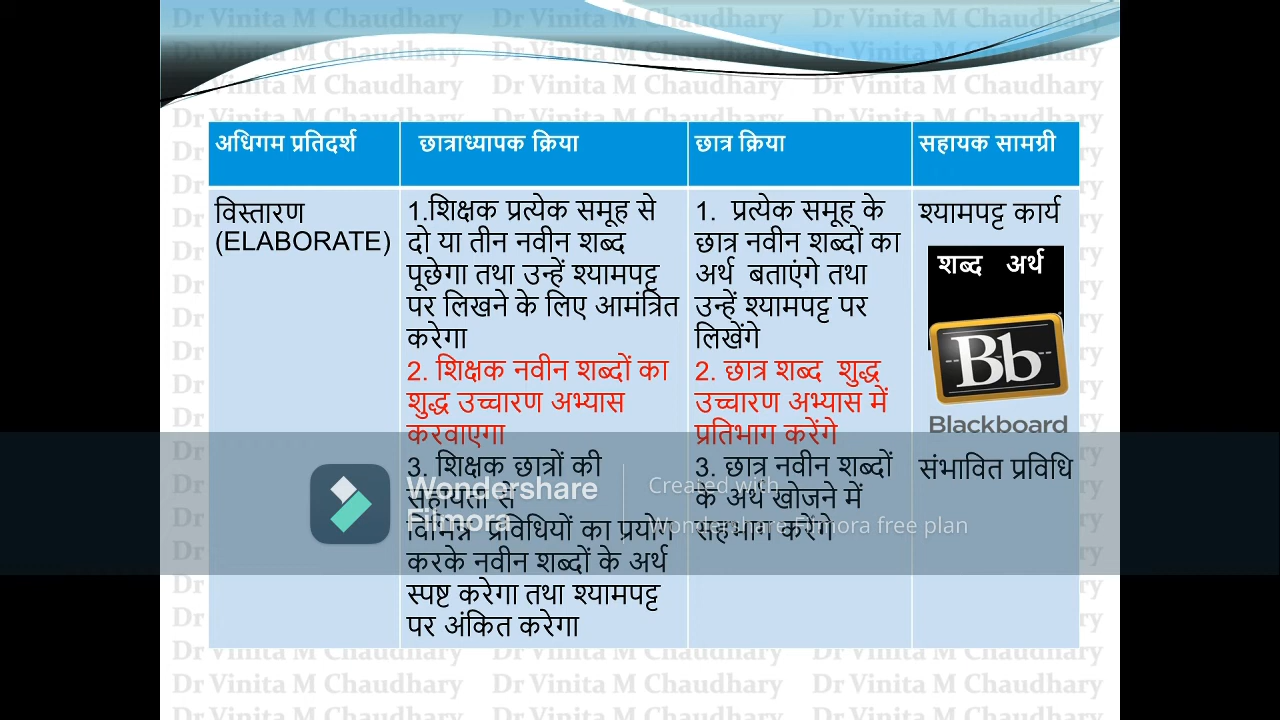 अधिगम प्रतिदर्श
छात्राध्यापक क्रिया
छात्र क्रिया
सहायक सामग्री
विस्तारण
(ELABORATE)
1.शिक्षक प्रत्येक समूह से
दो या तीन नवीन शब्द
पूछेगा तथा उन्हें श्यामपट्ट
पर लिखने के लिए आमंत्रित
करेगा
2. शिक्षक नवीन शब्दों का
शुद्ध उच्चारण अभ्यास
करवाएगा
3. शिक्षक छात्रों की
सहायता से
विभिन्न प्रविधियों का प्रयोग
करके नवीन शब्दों के अर्थ
स्पष्ट करेगा तथा श्यामपट्ट
पर अंकित करेगा
1. प्रत्येक समूह के
छात्र नवीन शब्दों का
अर्थ बताएंगे तथा
उन्हें श्यामपट्ट पर
लिखेंगे
2. छात्र शब्द शुद्ध
उच्चारण अभ्यास में
प्रतिभाग करेंगे
3. छात्र नवीन शब्दों
के अर्थ खोजने में
सहभाग करेंगे
श्यामपट्ट कार्य
शब्द अर्थ
Bb
Blackboard
संभावित प्रविधि
Wondershare
Filmora
Created with
Wondershare Filmora free plan
Dr Vinita M Chaudhary